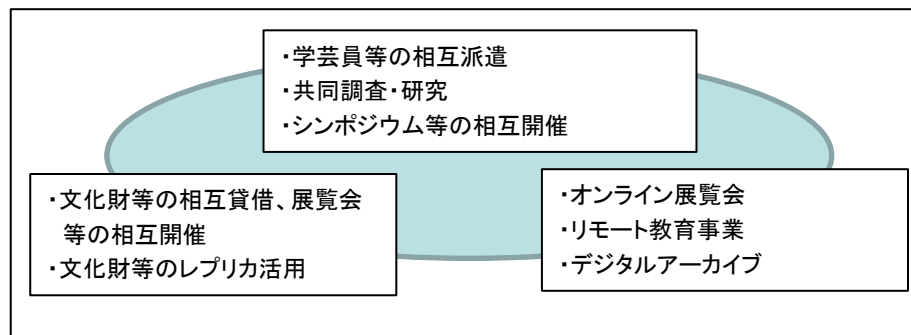 ・学芸員等の相互派遣
・共同調査・研究
・シンポジウム等の相互開催
・文化財等の相互貸借、展覧会
等の相互開催
・文化財等のレプリカ活用
・オンライン展覧会
・リモート教育事業
・デジタルアーカイブ